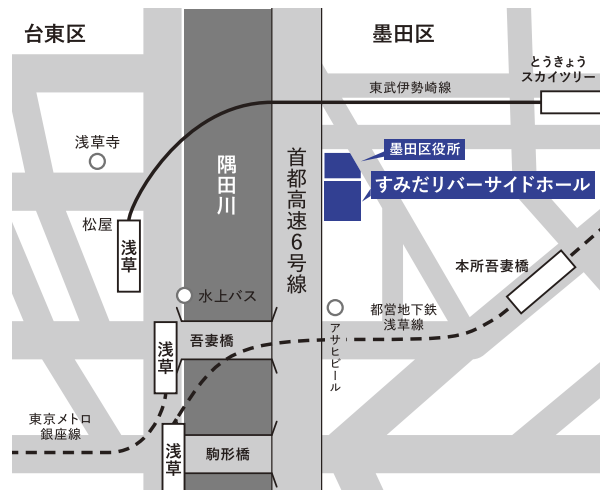 台東区
墨田区
とうきょう
スカイツリー
東武伊勢崎線
浅草寺
墨田区役所
すみだリバーサイドホール
隅田川
首都高速6号線
松屋
浅草
本所吾妻橋
水上バス
都営地下鉄
浅草線
吾妻橋
アサヒビール
浅草
東京メトロ
銀座線
浅草
駒形橋